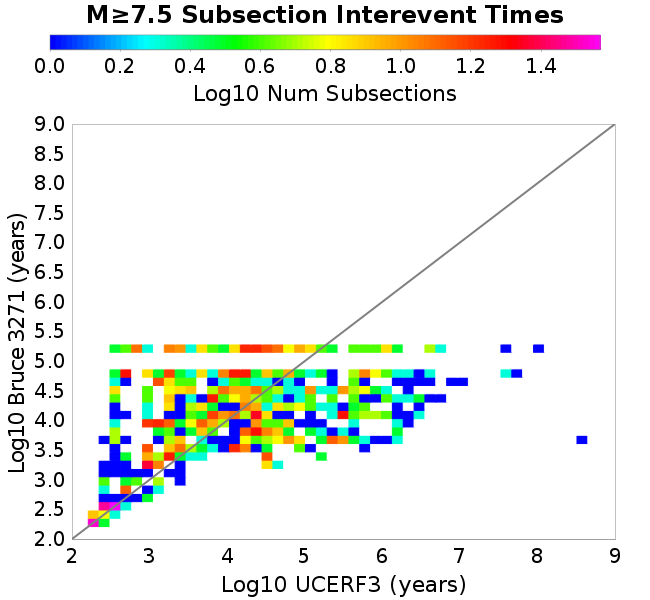 M≥7.5 Subsection Interevent Times
0.0 0.2 0.4 0.6 0.8 1.0 1.2 1.4
Log10 Num Subsections
9.0
8.5
8.0
7.5
7.0
6.5
6.0
5.5
5.0
4.5
4.0
3.5
3.0
2.5
2.0
Log10 Bruce 3271 (years)
2 3 4 5 6 7 8 9
Log10 UCERF3 (years)